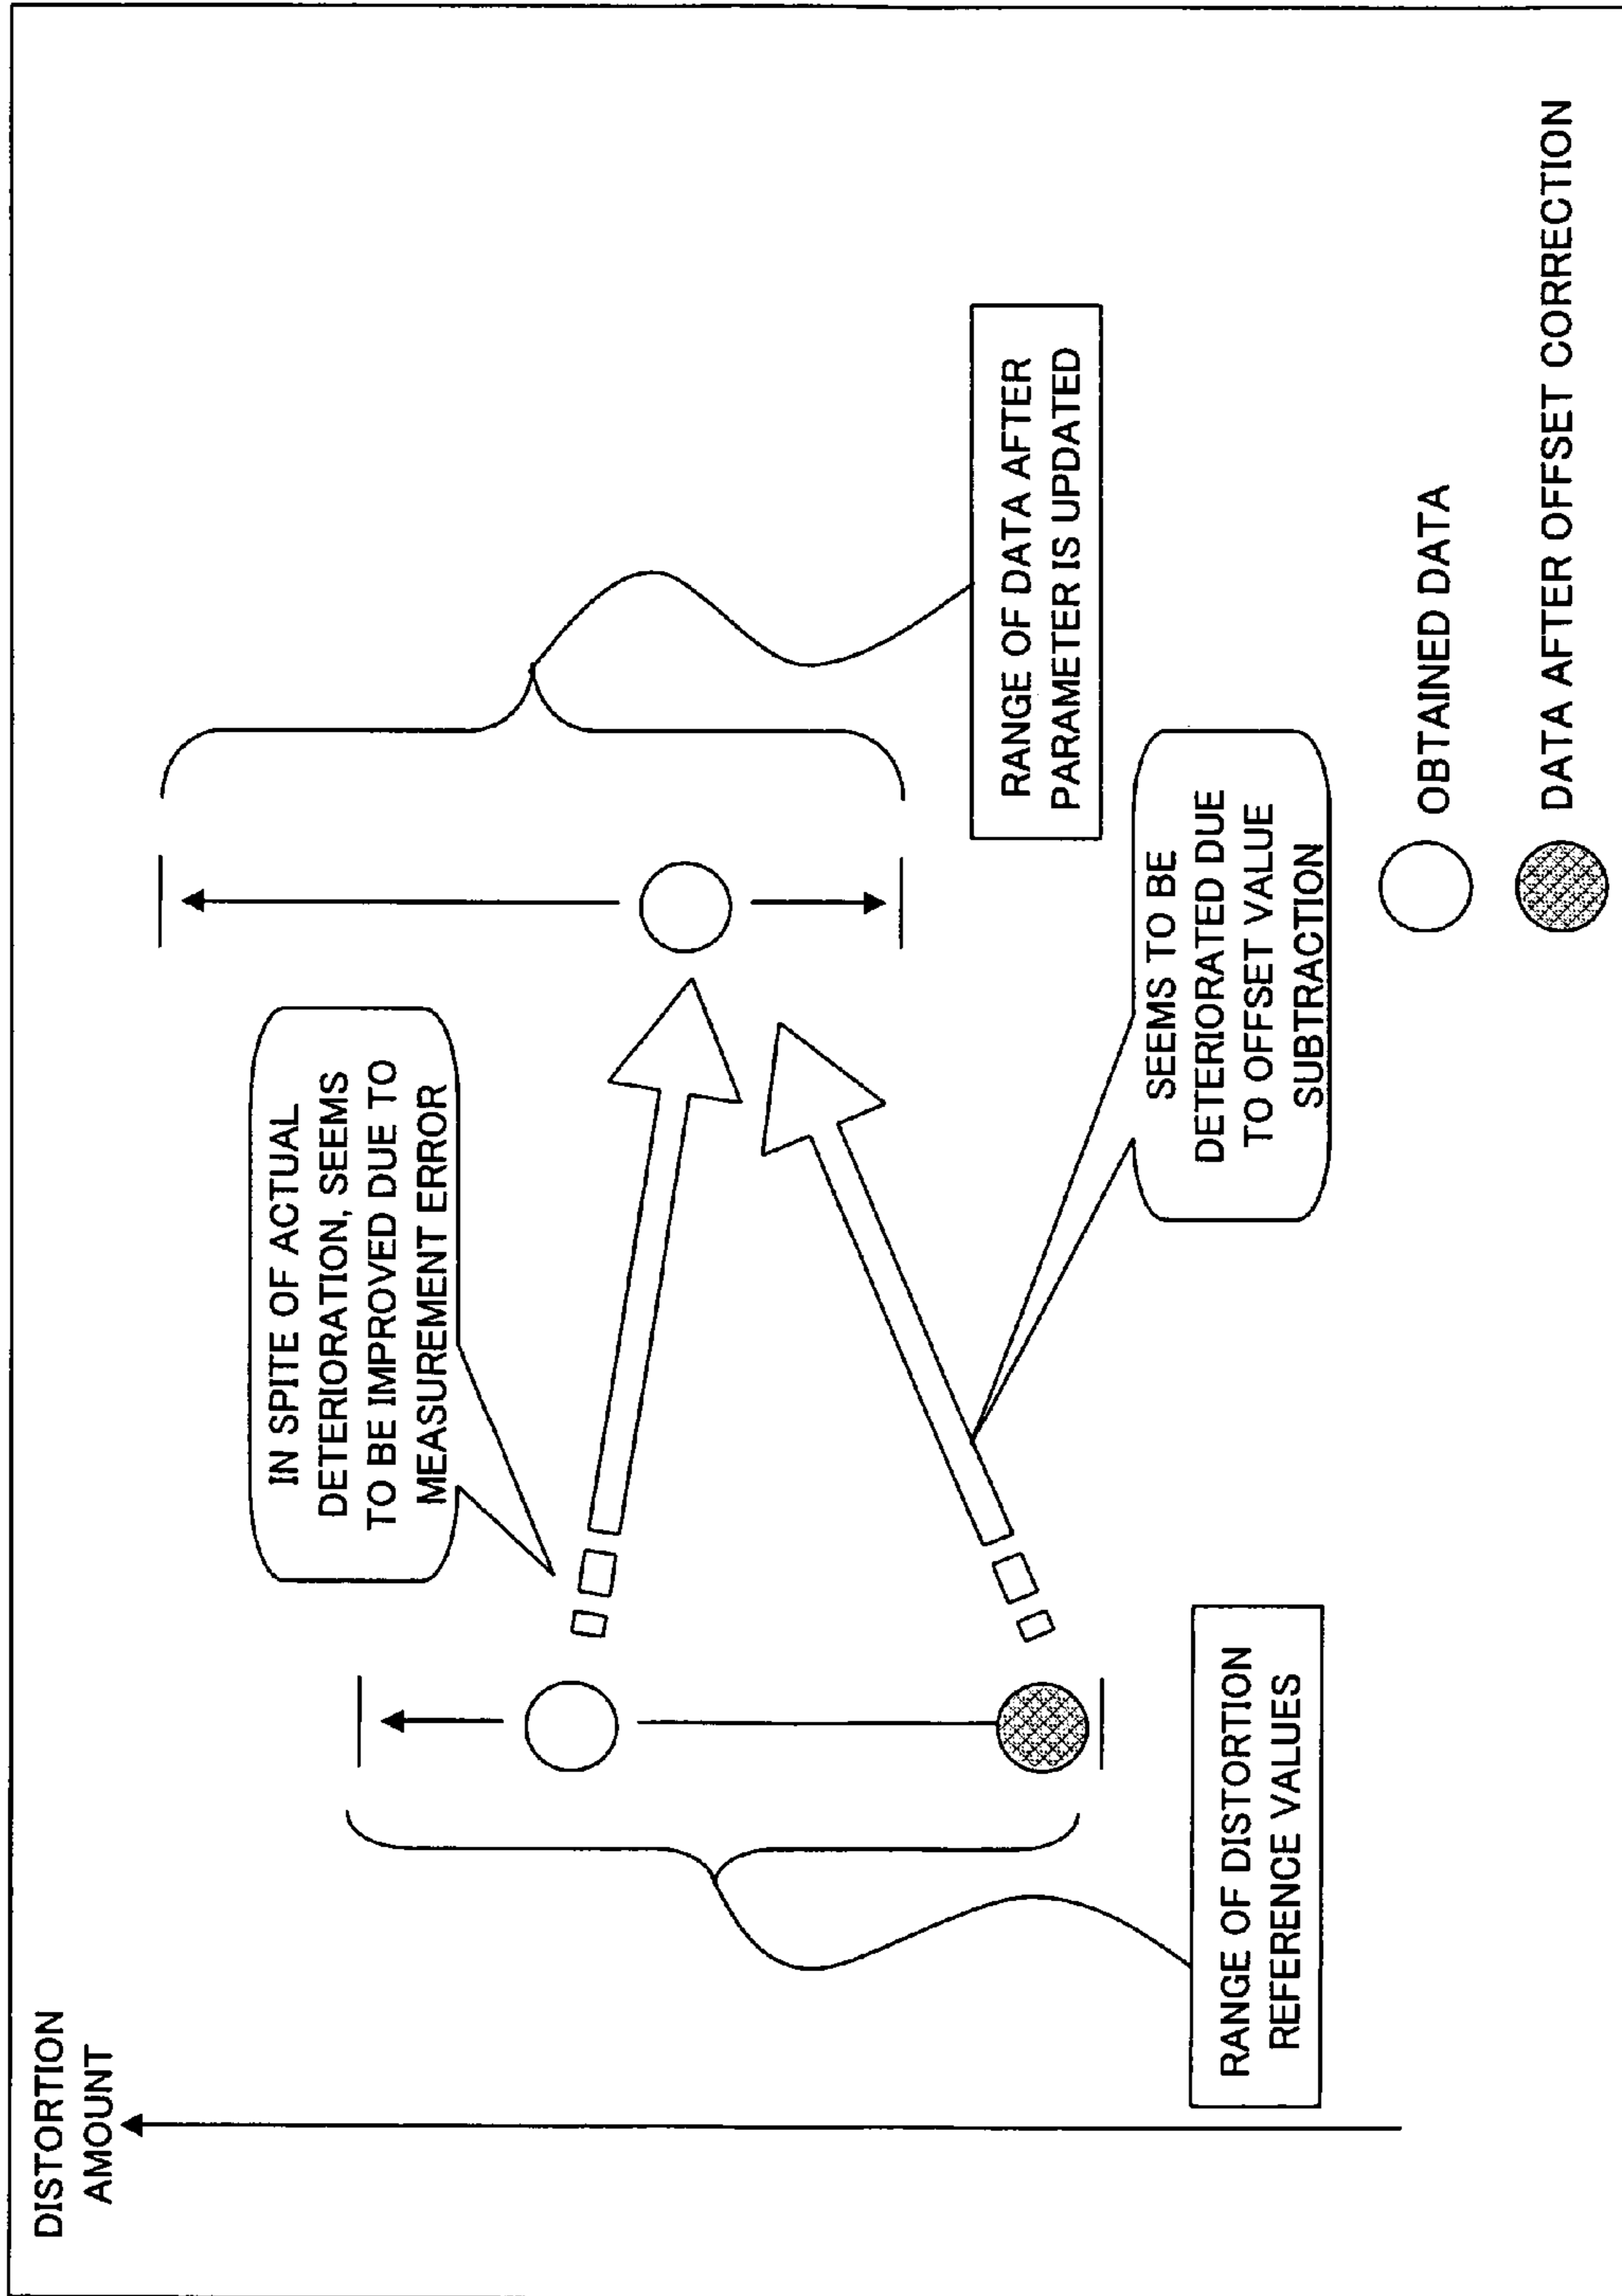 DISTORTION
AMOUNT
IN SPITE OF ACTUAL
DETERIORATION, SEEMS
TO BE IMPROVED DUE TO
MEASUREMENT ERROR
RANGE OF DISTORTION
REFERENCE VALUES
SEEMS TO BE
DETERIORATED DUE
TO OFFSET VALUE
SUBTRACTION
RANGE OF DATA AFTER
PARAMETER IS UPDATED
OBTAINED DATA
DATA AFTER OFFSET CORRECTION